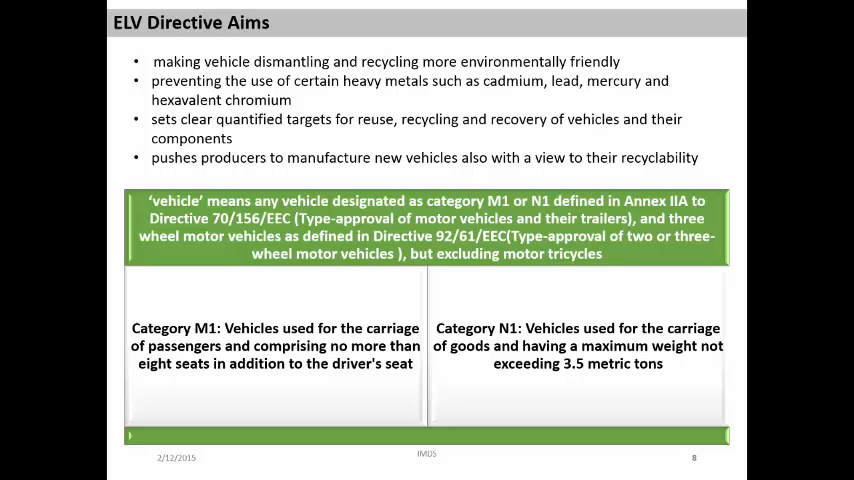 ELV Directive Aims
• making vehicle dismantling and recycling more environmentally friendly
• preventing the use of certain heavy metals such as cadmium, lead, mercury and
hexavalent chromium
• sets clear quantified targets for reuse, recycling and recovery of vehicles and their
components
• pushes producers to manufacture new vehicles also with a view to their recyclability
‘vehicle’ means any vehicle designated as category M1 or N1 defined in Annex IIA to
Directive 70/156/EEC (Type-approval of motor vehicles and their trailers), and three
wheel motor vehicles as defined in Directive 92/61/EEC(Type-approval of two or three-
wheel motor vehicles ), but excluding motor tricycles
Category M1: Vehicles used for the carriage
of passengers and comprising no more than
eight seats in addition to the driver's seat
Category N1: Vehicles used for the carriage
of goods and having a maximum weight not
exceeding 3.5 metric tons
2/12/2015
IMDS
8